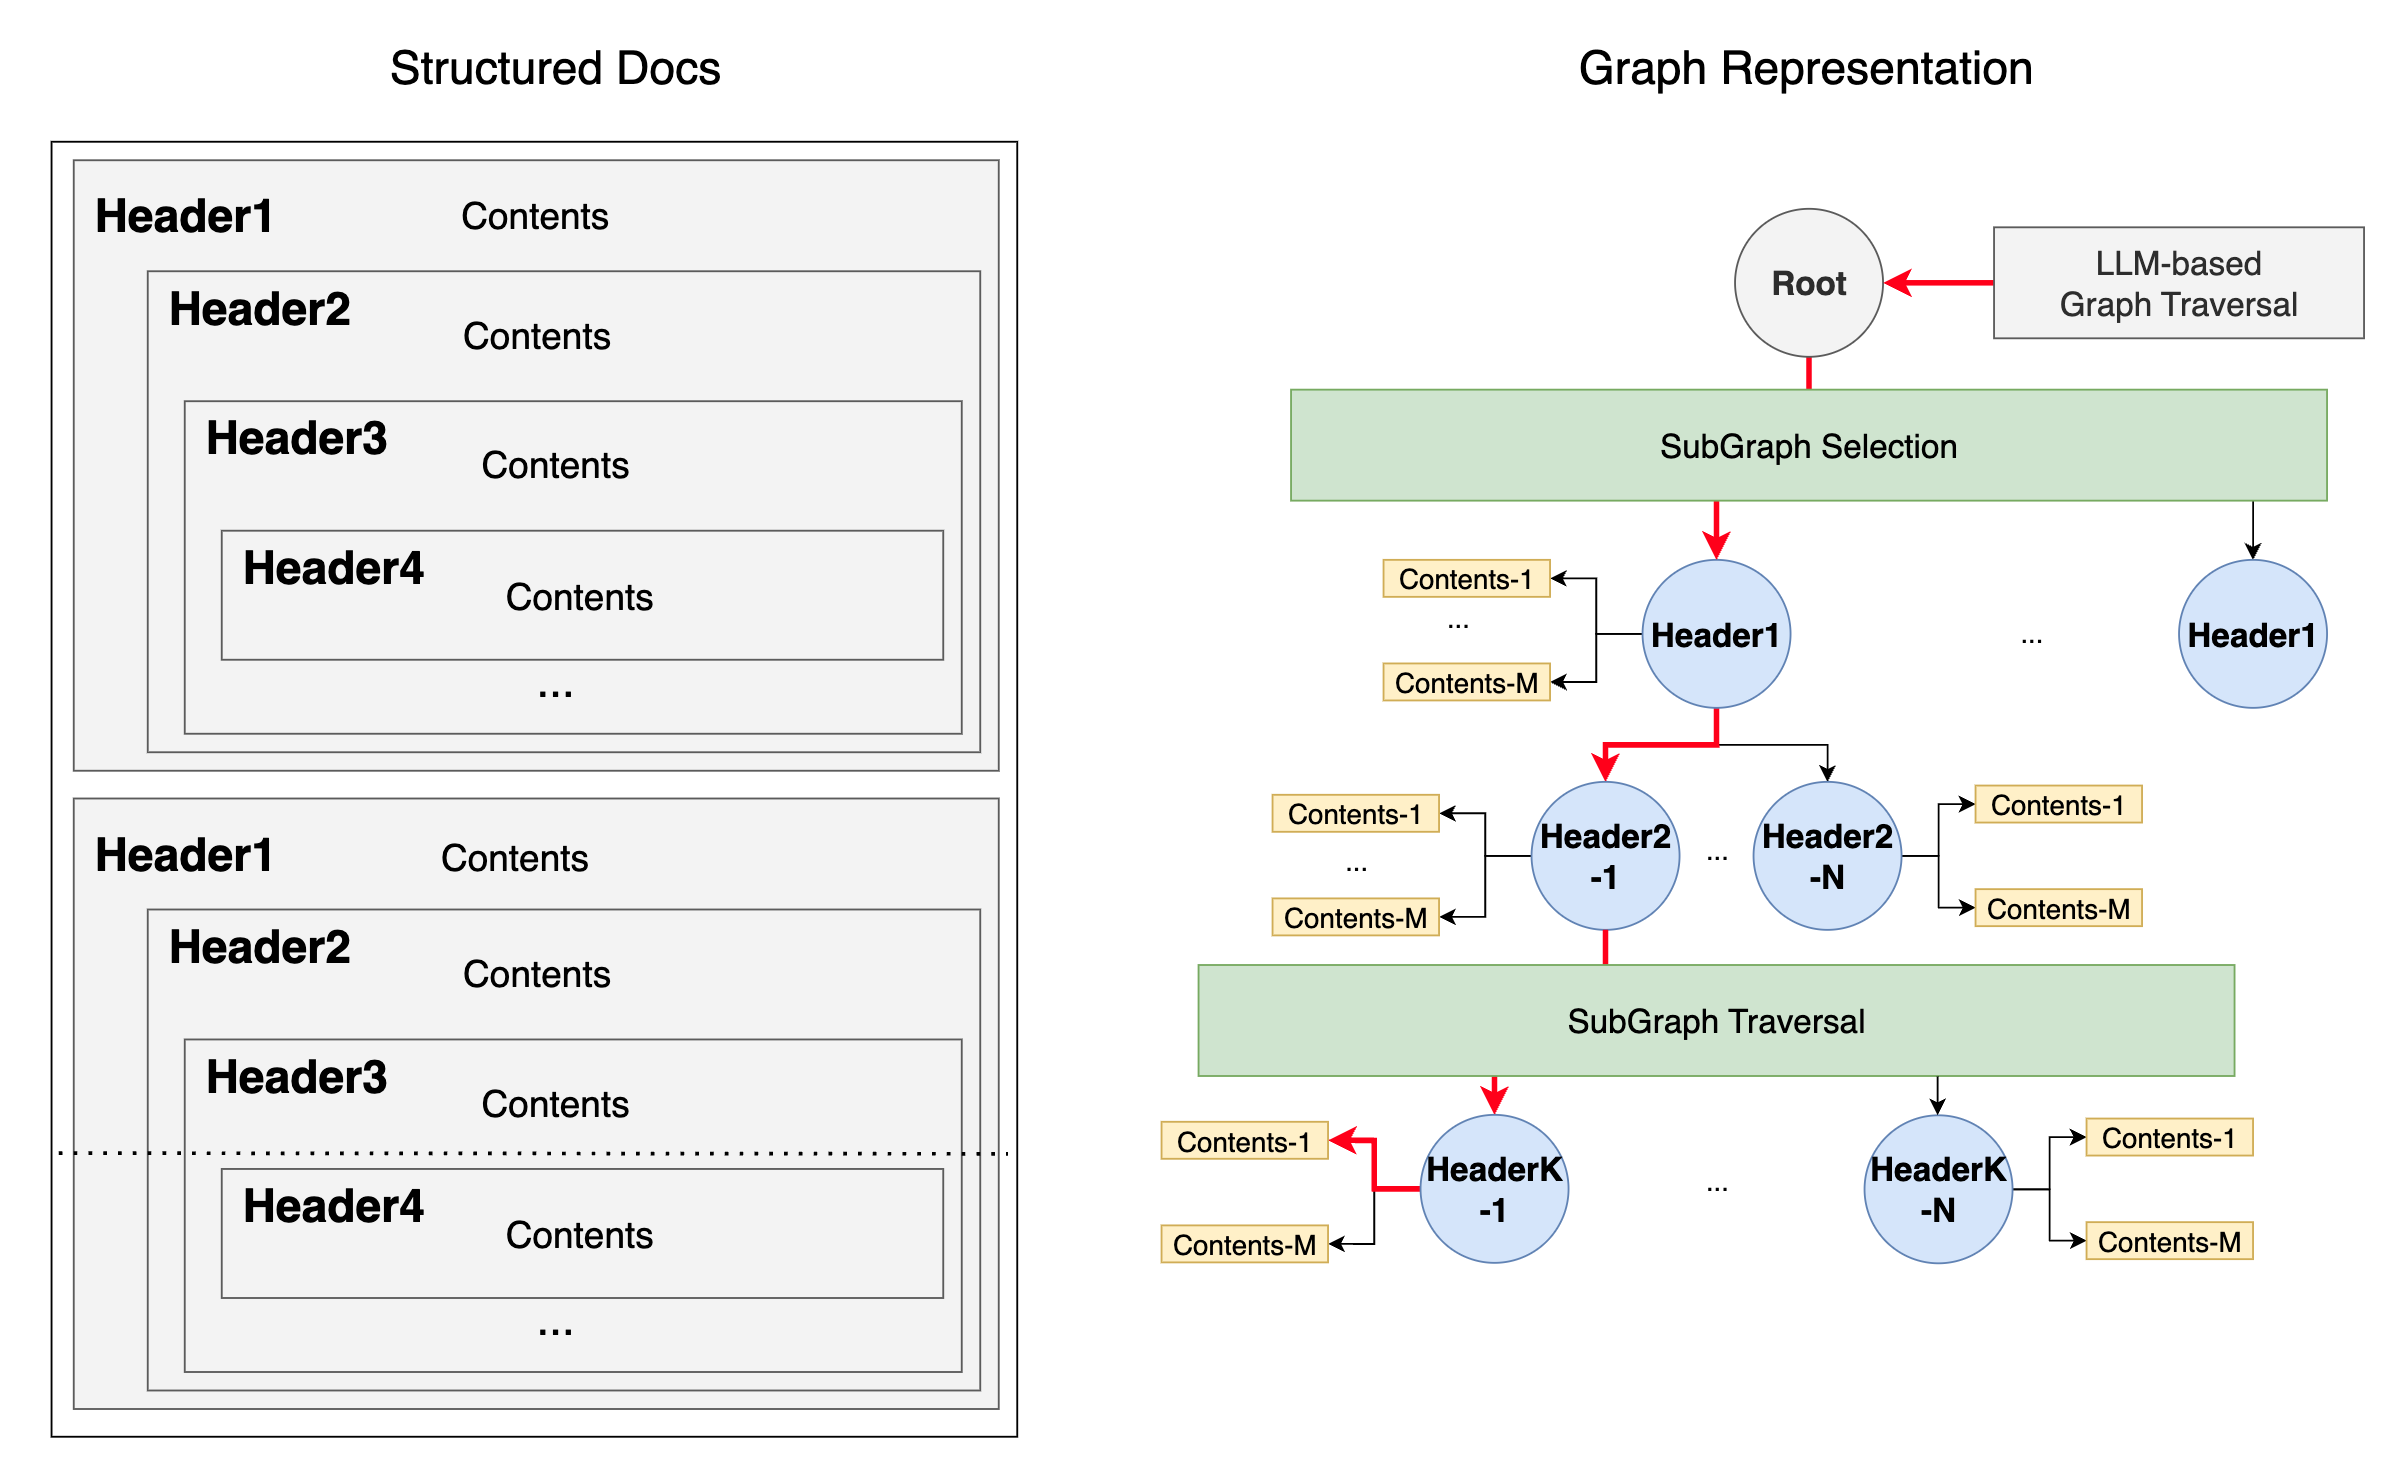 Structured Docs
Header1
Contents
Header2
Contents
Header3
Contents
Header4
Contents
...
Header1
Contents
Header2
Contents
Header3
Contents
Header4
Contents
...
Graph Representation
Root
LLM-based
Graph Traversal
SubGraph Selection
Contents-1
...
Contents-M
Header1
...
Header1
Contents-1
...
Contents-M
Header2
-1
...
Header2
-N
Contents-1
Contents-M
SubGraph Traversal
Contents-1
Contents-M
HeaderK
-1
...
HeaderK
-N
Contents-1
Contents-M